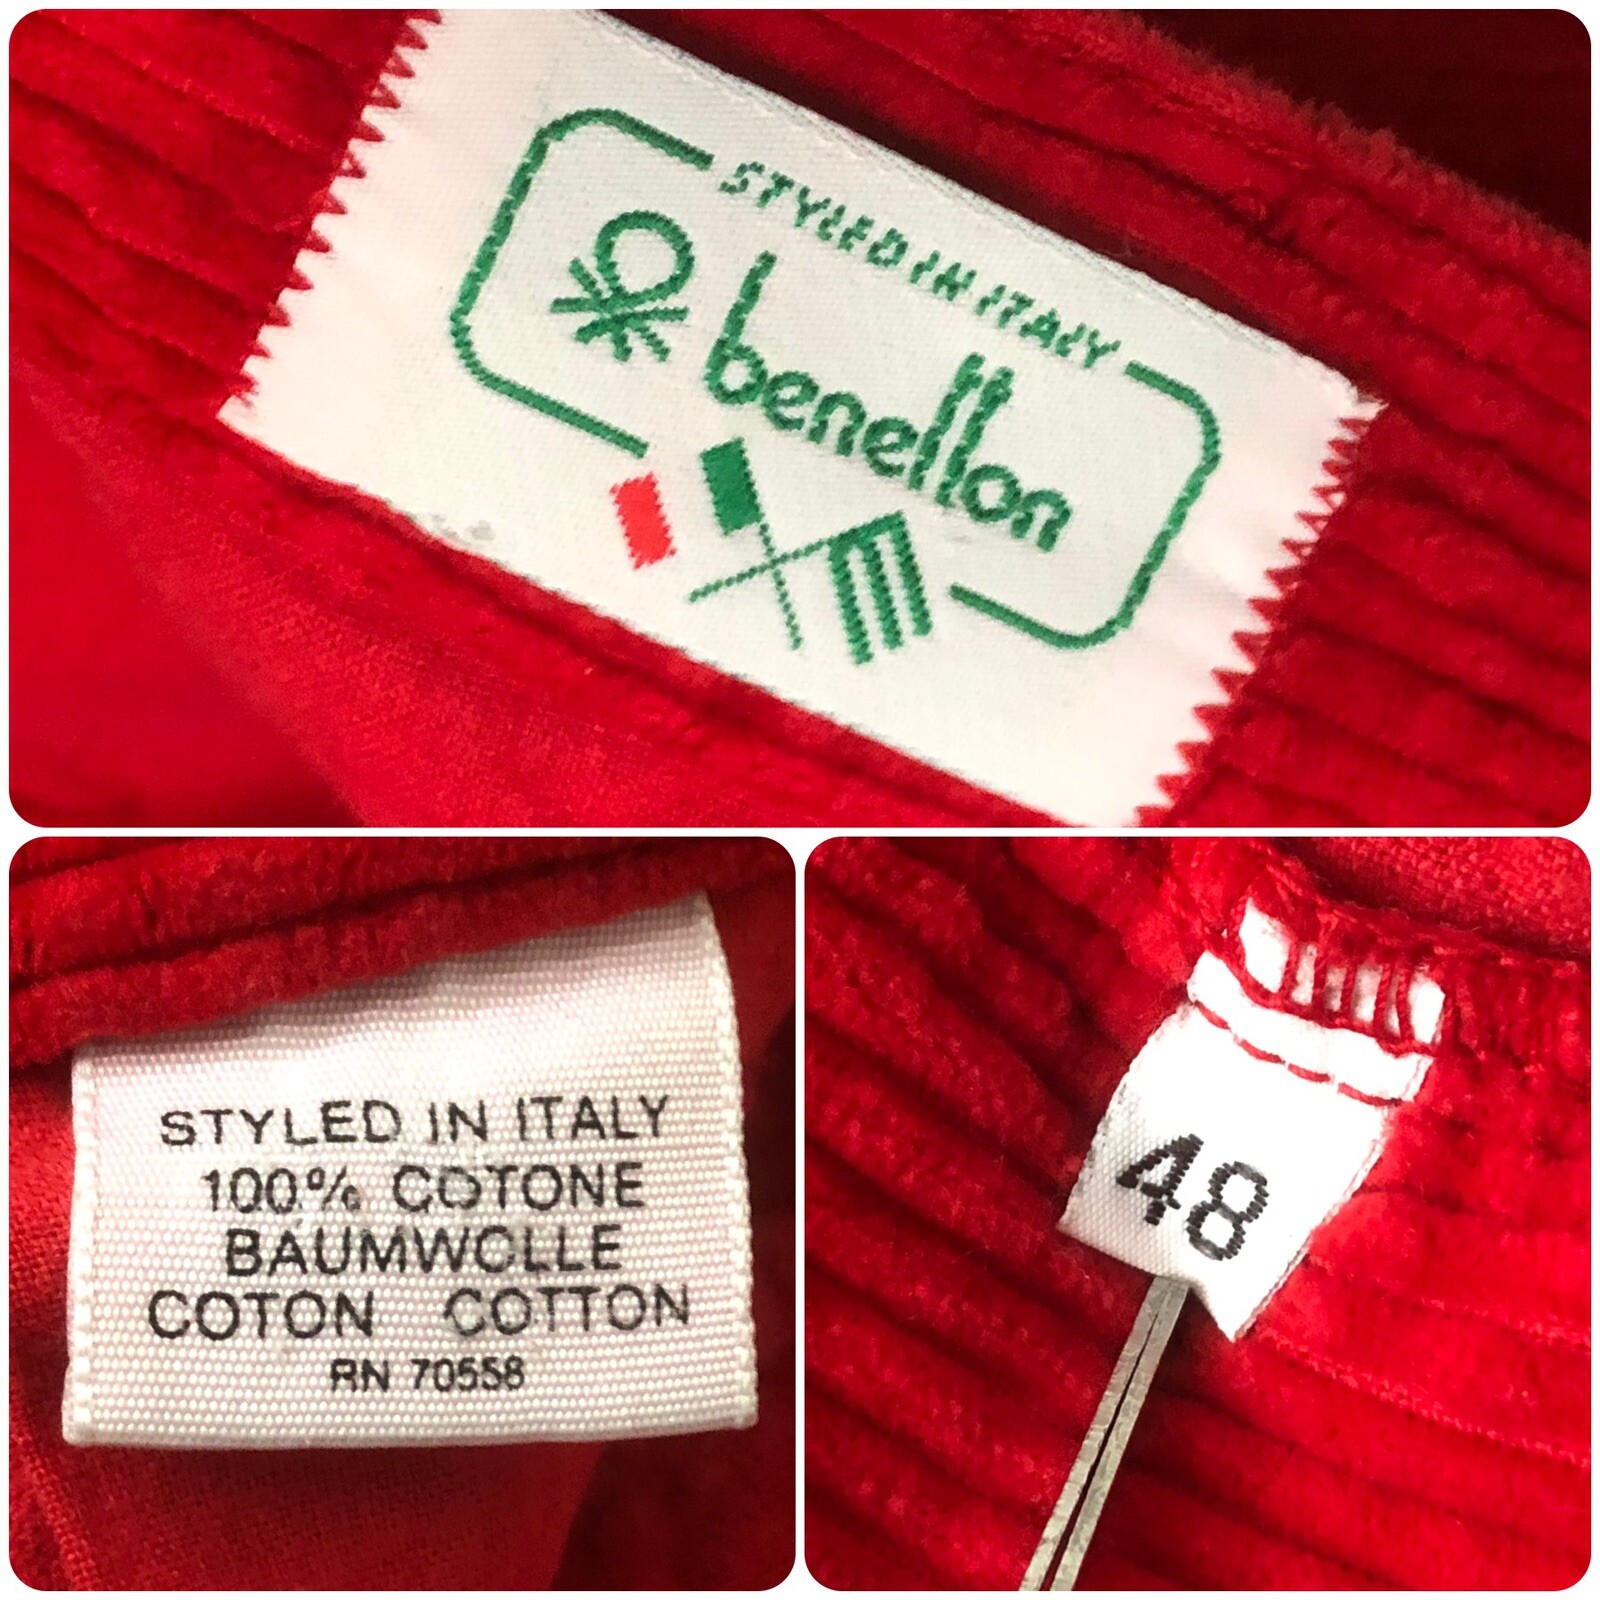 STYLED IN ITALY
benetton
STYLED IN ITALY
100% COTONE
BAUMWOLLE
COTON COTTON
RN 70558
48